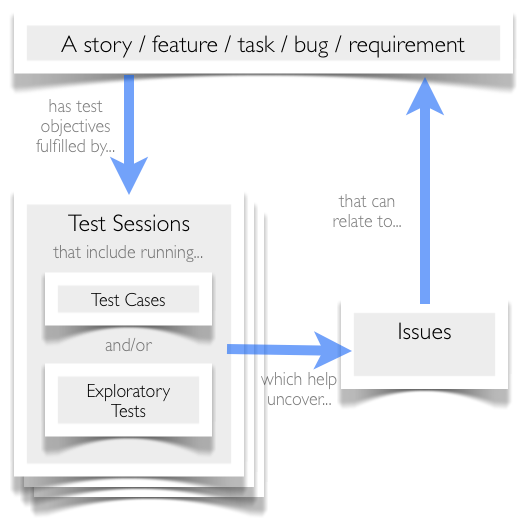 A story / feature / task / bug / requirement
has test
objectives
fulfilled by...
Test Sessions
that include running...
Test Cases
and/or
Exploratory
Tests
which help
uncover...
Issues
that can
relate to...